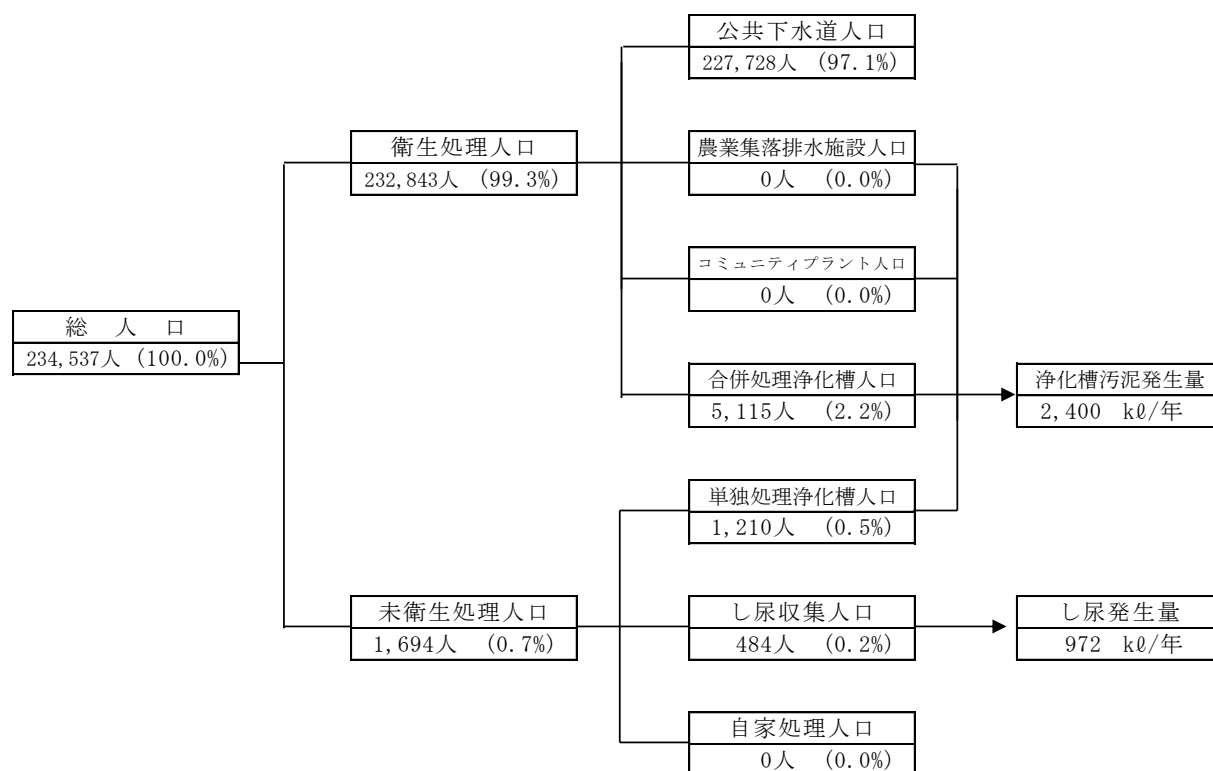 公共下水道人口
227,728人 (97.1%)
衛生処理人口
232,843人 (99.3%)
農業集落排水施設人口
0人 (0.0%)
コミュニティプラント人口
0人 (0.0%)
総 人 口
234,537人 (100.0%)
合併処理浄化槽人口
5,115人 (2.2%)
浄化槽汚泥発生量
2,400 kℓ/年
単独処理浄化槽人口
1,210人 (0.5%)
未衛生処理人口
1,694人 (0.7%)
し尿収集人口
484人 (0.2%)
し尿発生量
972 kℓ/年
自家処理人口
0人 (0.0%)